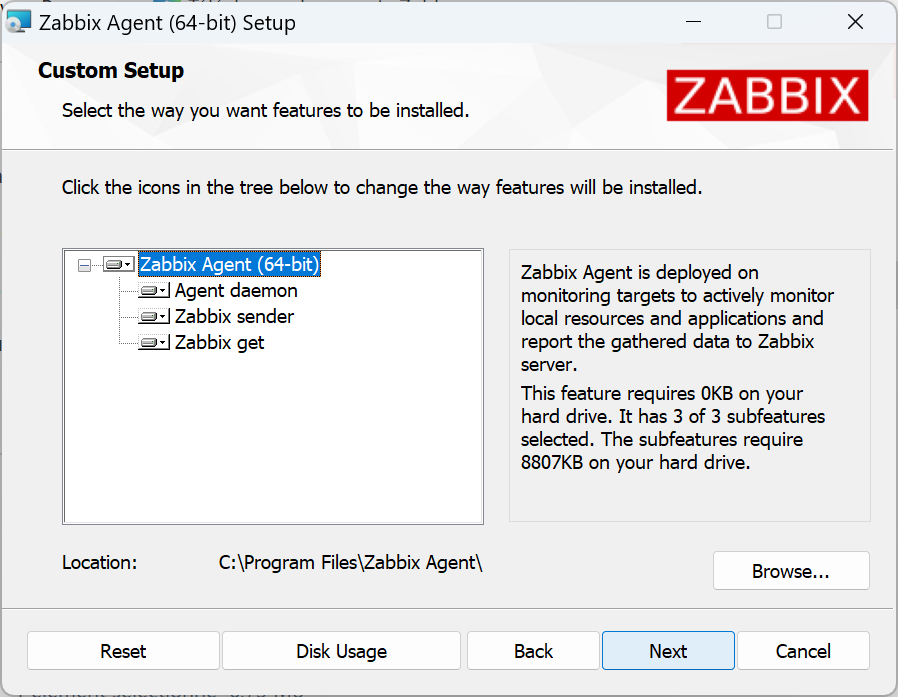 Zabbix Agent (64-bit) Setup
Custom Setup
Select the way you want features to be installed.
ZABBIX
Click the icons in the tree below to change the way features will be installed.
Zabbix Agent (64-bit)
Agent daemon
Zabbix sender
Zabbix get
Zabbix Agent is deployed on
monitoring targets to actively monitor
local resources and applications and
report the gathered data to Zabbix
server.
This feature requires 0KB on your
hard drive. It has 3 of 3 subfeatures
selected. The subfeatures require
8807KB on your hard drive.
Location: C:\Program Files\Zabbix Agent\
Browse...
Reset Disk Usage Back Next Cancel